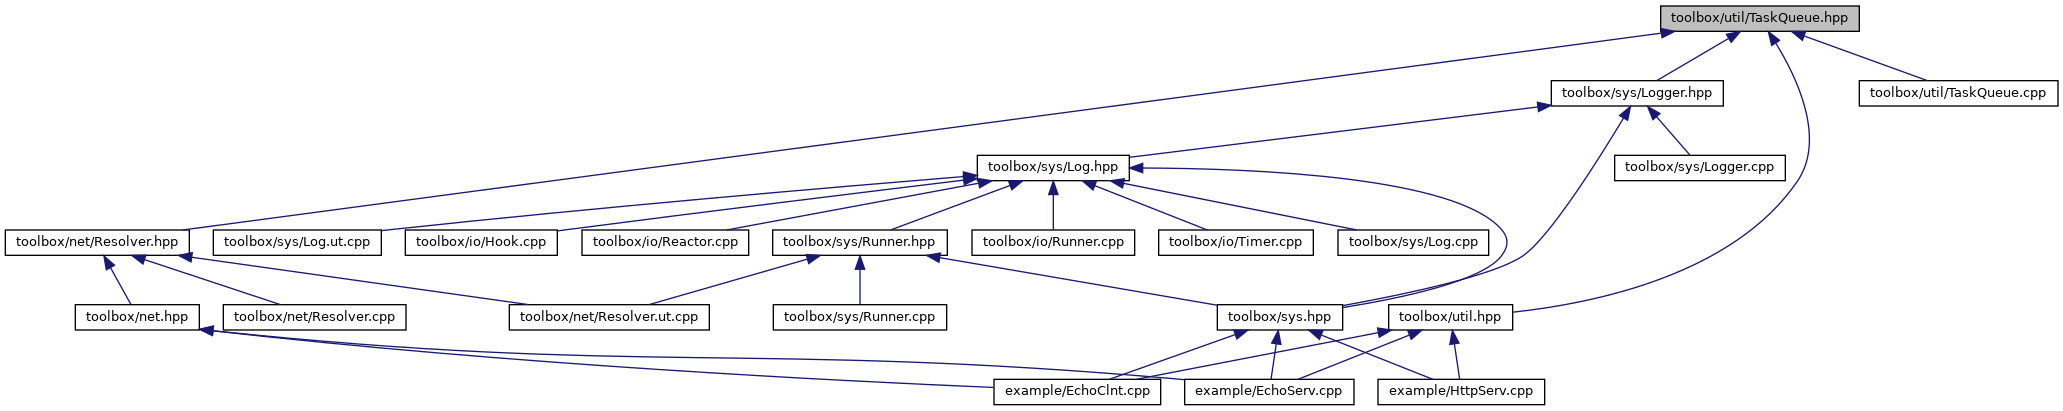 toolbox/util/TaskQueue.hpp
toolbox/sys/Logger.hpp
toolbox/util/TaskQueue.cpp
toolbox/sys/Log.hpp
toolbox/sys/Logger.cpp
toolbox/net/Resolver.hpp
toolbox/sys/Log.ut.cpp
toolbox/io/Hook.cpp
toolbox/io/Reactor.cpp
toolbox/sys/Runner.hpp
toolbox/io/Runner.cpp
toolbox/io/Timer.cpp
toolbox/sys/Log.cpp
toolbox/net.hpp
toolbox/net/Resolver.cpp
toolbox/net/Resolver.ut.cpp
toolbox/sys/Runner.cpp
toolbox/sys.hpp
toolbox/util.hpp
example/EchoClnt.cpp
example/EchoServ.cpp
example/HttpServ.cpp